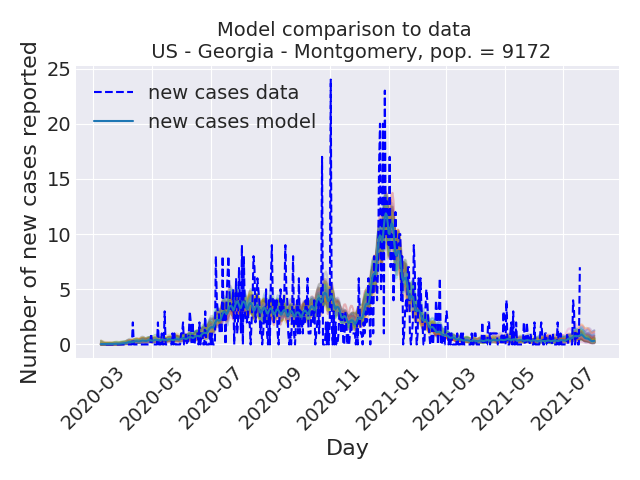 Model comparison to data
US - Georgia - Montgomery, pop. = 9172
Number of new cases reported
25
20
15
10
5
0
new cases data
new cases model
2020-03
2020-05
2020-07
2020-09
2020-11
2021-01
2021-03
2021-05
2021-07
Day